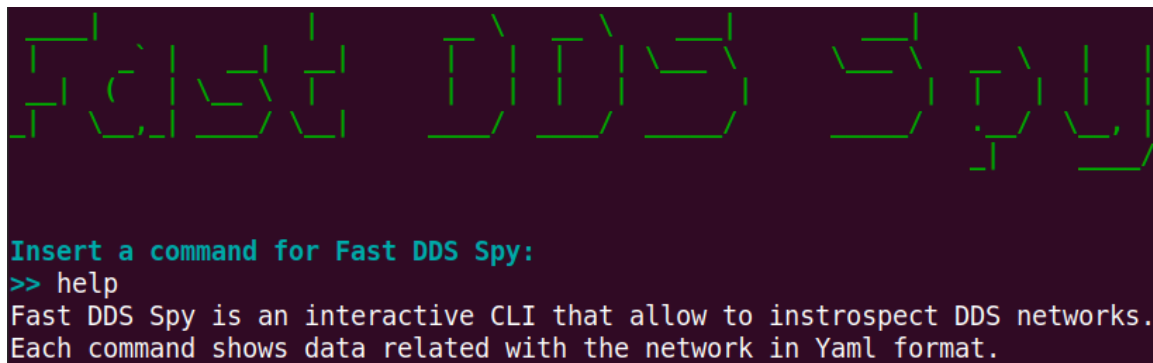 Fast DDS Spy
Insert a command for Fast DDS Spy:
>> help
Fast DDS Spy is an interactive CLI that allow to instrospect DDS networks.
Each command shows data related with the network in Yaml format.